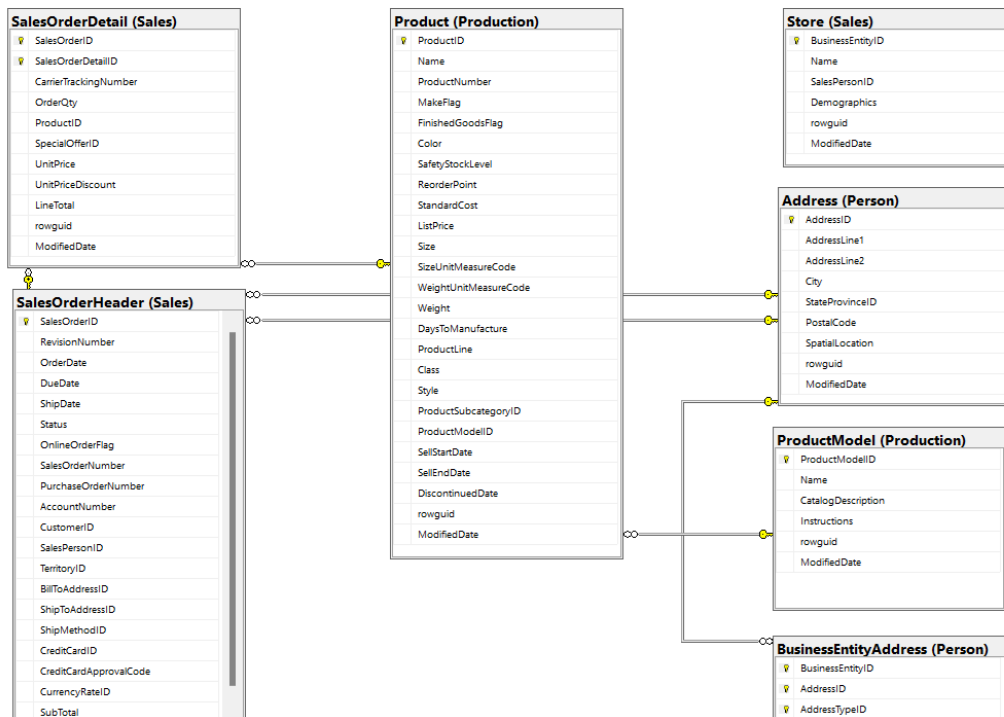 SalesOrderDetail (Sales)
SalesOrderID
SalesOrderDetailID
CarrierTrackingNumber
OrderQty
ProductID
SpecialOfferID
UnitPrice
UnitPriceDiscount
LineTotal
rowguid
ModifiedDate
SalesOrderHeader (Sales)
SalesOrderID
RevisionNumber
OrderDate
DueDate
ShipDate
Status
OnlineOrderFlag
SalesOrderNumber
PurchaseOrderNumber
AccountNumber
CustomerID
SalesPersonID
TerritoryID
BillToAddressID
ShipToAddressID
ShipMethodID
CreditCardID
CreditCardApprovalCode
CurrencyRateID
SubTotal
Product (Production)
ProductID
Name
ProductNumber
MakeFlag
FinishedGoodsFlag
Color
SafetyStockLevel
ReorderPoint
StandardCost
ListPrice
Size
SizeUnitMeasureCode
WeightUnitMeasureCode
Weight
DaysToManufacture
ProductLine
Class
Style
ProductSubcategoryID
ProductModelID
SellStartDate
SellEndDate
DiscontinuedDate
rowguid
ModifiedDate
Store (Sales)
BusinessEntityID
Name
SalesPersonID
Demographics
rowguid
ModifiedDate
Address (Person)
AddressID
AddressLine1
AddressLine2
City
StateProvinceID
PostalCode
SpatialLocation
rowguid
ModifiedDate
ProductModel (Production)
ProductModelID
Name
CatalogDescription
Instructions
rowguid
ModifiedDate
BusinessEntityAddress (Person)
BusinessEntityID
AddressID
AddressTypeID